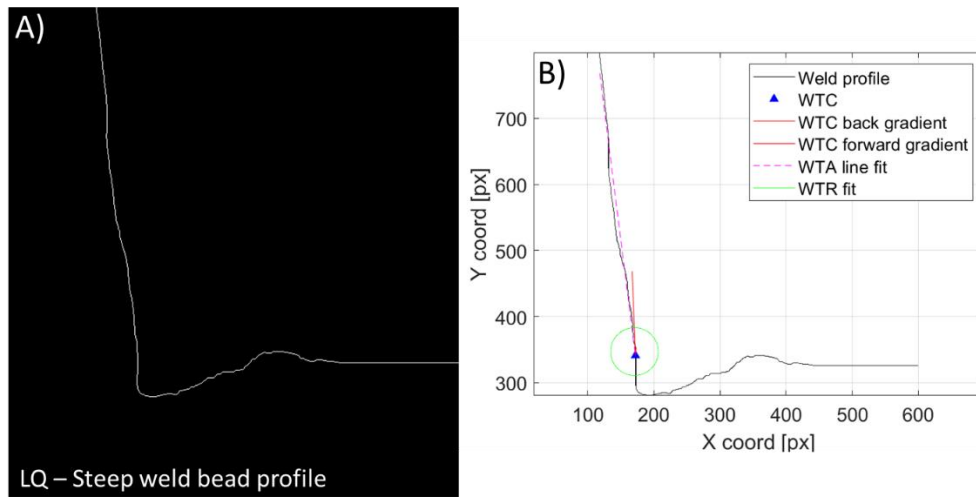 A)
LQ – Steep weld bead profile
B)
Weld profile
WTC
WTC back gradient
WTC forward gradient
WTA line fit
WTR fit
Y coord [px]
700
600
500
400
300
100 200 300 400 500 600
X coord [px]